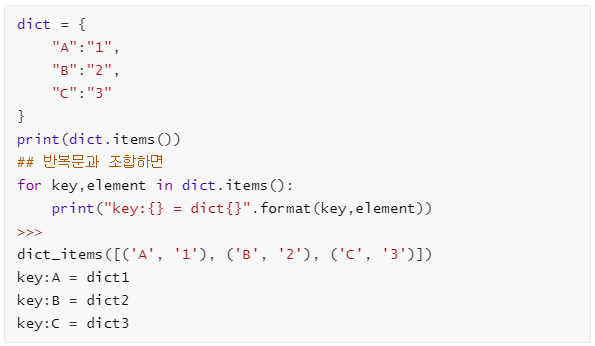 dict = {
    "A":"1",
    "B":"2",
    "C":"3"
}
print(dict.items())
## 반복문과 조합하면
for key,element in dict.items():
    print("key:{} = dict{}".format(key,element))
>>>
dict_items([('A', '1'), ('B', '2'), ('C', '3')])
key:A = dict1
key:B = dict2
key:C = dict3